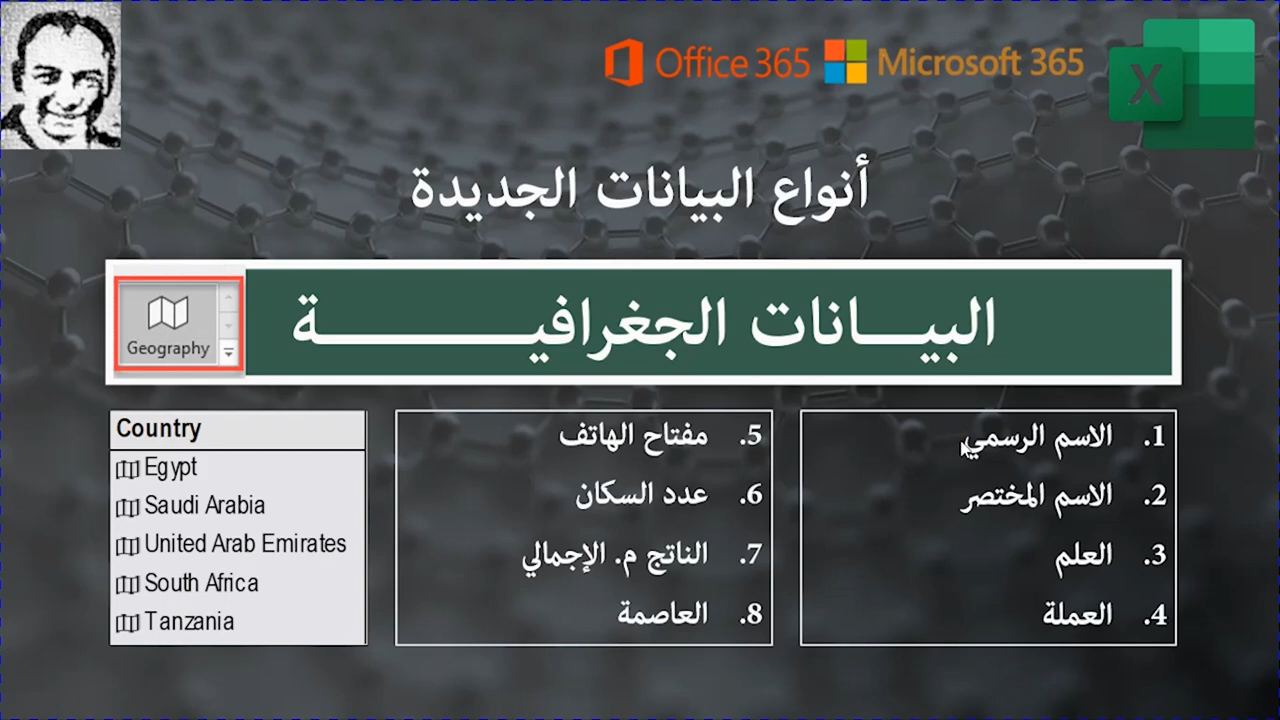 Office 365 Microsoft 365
X
أنواع البيانات الجديدة
البيـــانات الجغرافيـــــــــــــــة
Geography
1. الاسم الرسمي
2. الاسم المختصر
3. العلم
4. العملة
5. مفتاح الهاتف
6. عدد السكان
7. الناتج م. الإجمالي
8. العاصمة
Country
Egypt
Saudi Arabia
United Arab Emirates
South Africa
Tanzania